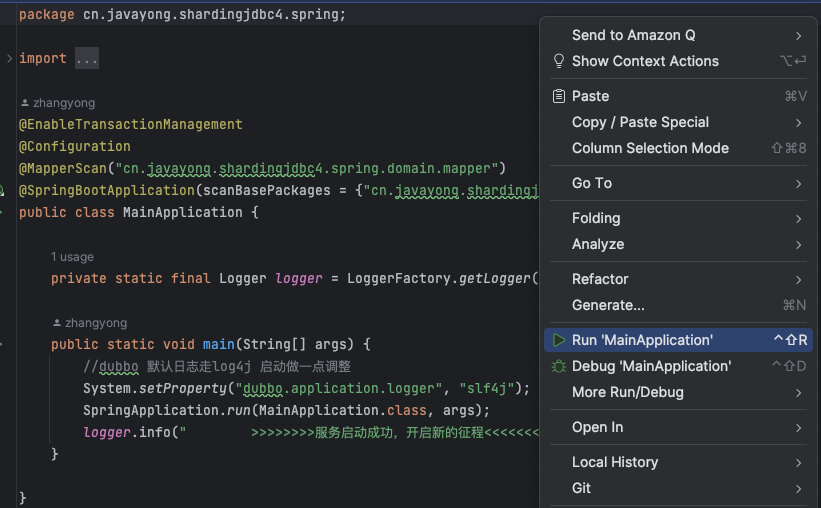 package cn.javayong.shardingjdbc4.spring;
import ...
zhangyong
@EnableTransactionManagement
@Configuration
@MapperScan("cn.javayong.shardingjdbc4.spring.domain.mapper")
@SpringBootApplication(scanBasePackages = {"cn.javayong.shardingj
public class MainApplication {
1 usage
private static final Logger logger = LoggerFactory.getLogger(
zhangyong
public static void main(String[] args) {
//dubbo 默认日志走log4j 启动做一点调整
System.setProperty("dubbo.application.logger", "slf4j");
SpringApplication.run(MainApplication.class, args);
logger.info("        >>>>>>>>服务启动成功，开启新的征程<<<<<<<
}
}
Send to Amazon Q
Show Context Actions ⌥⏎
Paste ⌘V
Copy / Paste Special
Column Selection Mode ⇧⌘8
Go To
Folding
Analyze
Refactor
Generate... ⌘N
Run 'MainApplication' ⌃⇧R
Debug 'MainApplication' ⌃⇧D
More Run/Debug
Open In
Local History
Git